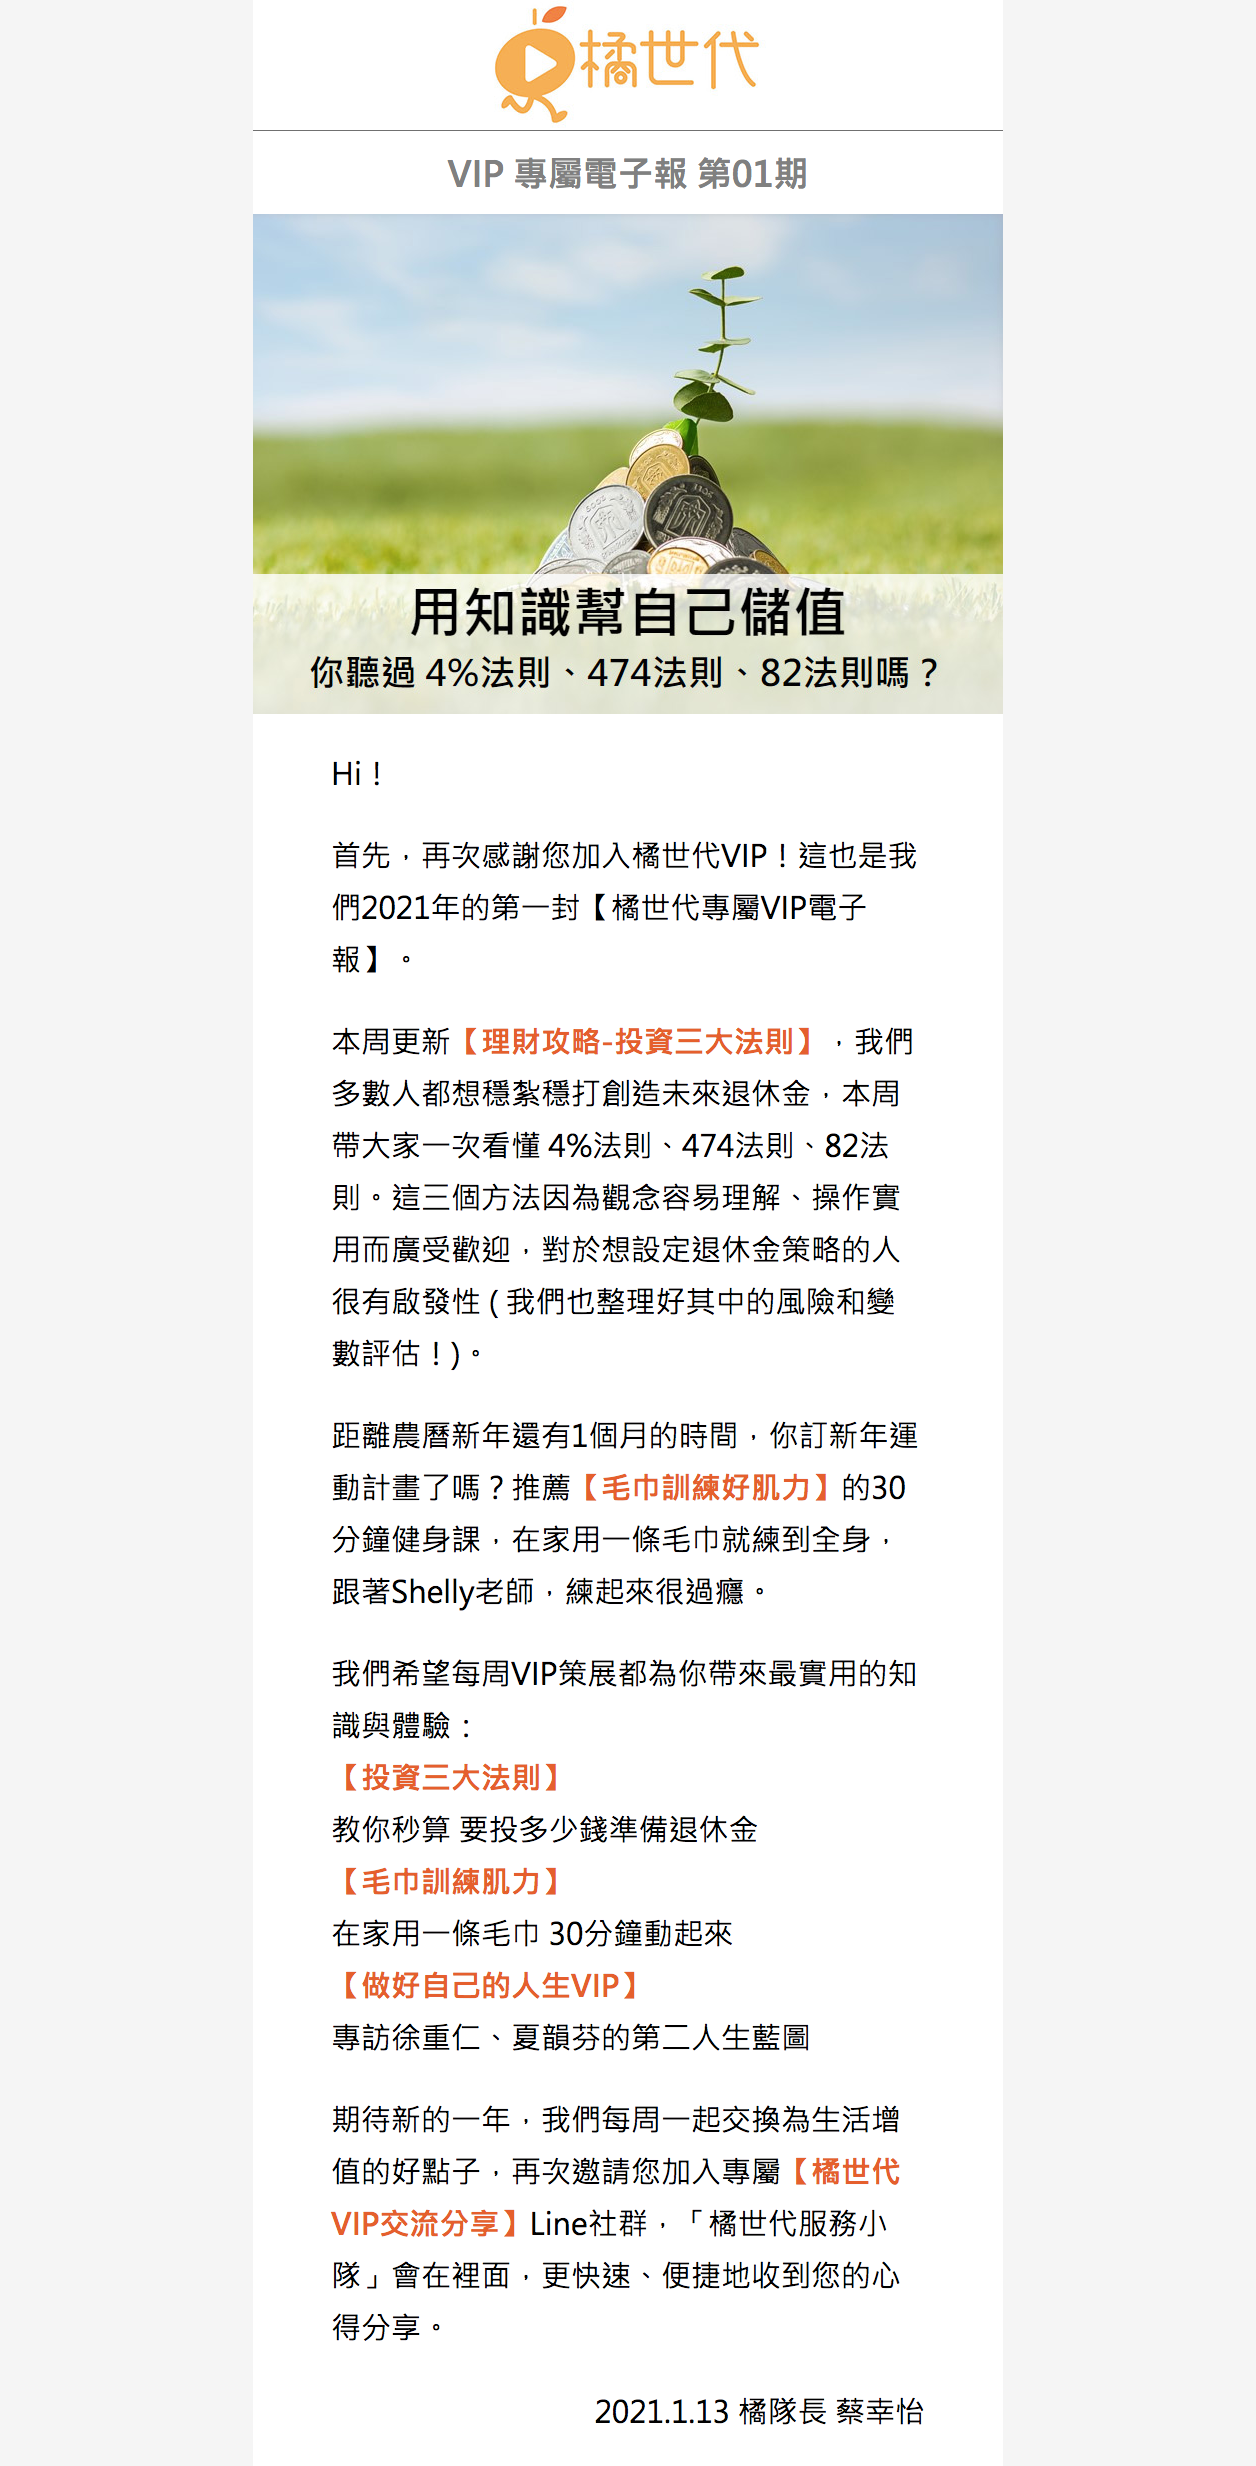 橘世代
VIP 專屬電子報 第01期
用知識幫自己儲值
你聽過 4%法則、474法則、82法則嗎？
Hi！
首先，再次感謝您加入橘世代VIP！這也是我
們2021年的第一封【橘世代專屬VIP電子
報】。
本周更新【理財攻略-投資三大法則】，我們
多數人都想穩紮穩打創造未來退休金，本周
帶大家一次看懂 4%法則、474法則、82法
則。這三個方法因為觀念容易理解、操作實
用而廣受歡迎，對於想設定退休金策略的人
很有啟發性 ( 我們也整理好其中的風險和變
數評估！)。
距離農曆新年還有1個月的時間，你訂新年運
動計畫了嗎？推薦【毛巾訓練好肌力】的30
分鐘健身課，在家用一條毛巾就練到全身，
跟著Shelly老師，練起來很過癮。
我們希望每周VIP策展都為你帶來最實用的知
識與體驗：
【投資三大法則】
教你秒算 要投多少錢準備退休金
【毛巾訓練肌力】
在家用一條毛巾 30分鐘動起來
【做好自己的人生VIP】
專訪徐重仁、夏韻芬的第二人生藍圖
期待新的一年，我們每周一起交換為生活增
值的好點子，再次邀請您加入專屬【橘世代
VIP交流分享】Line社群，「橘世代服務小
隊」會在裡面，更快速、便捷地收到您的心
得分享。
2021.1.13 橘隊長 蔡幸怡